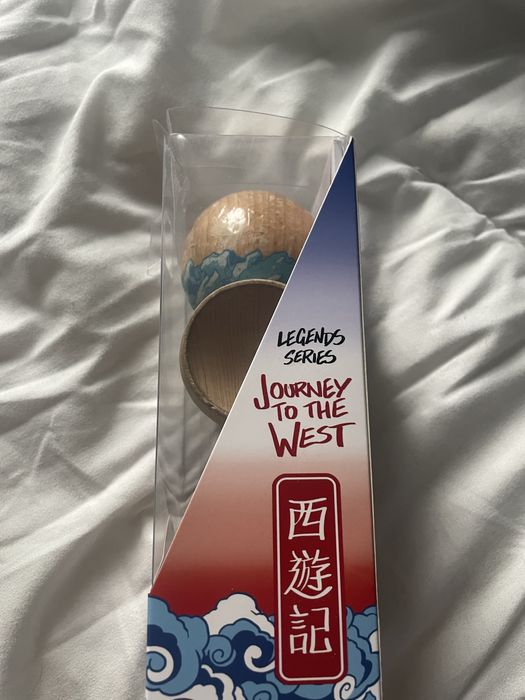 LEGENDS
SERIES
JOURNEY
TO THE
WEST
西遊記